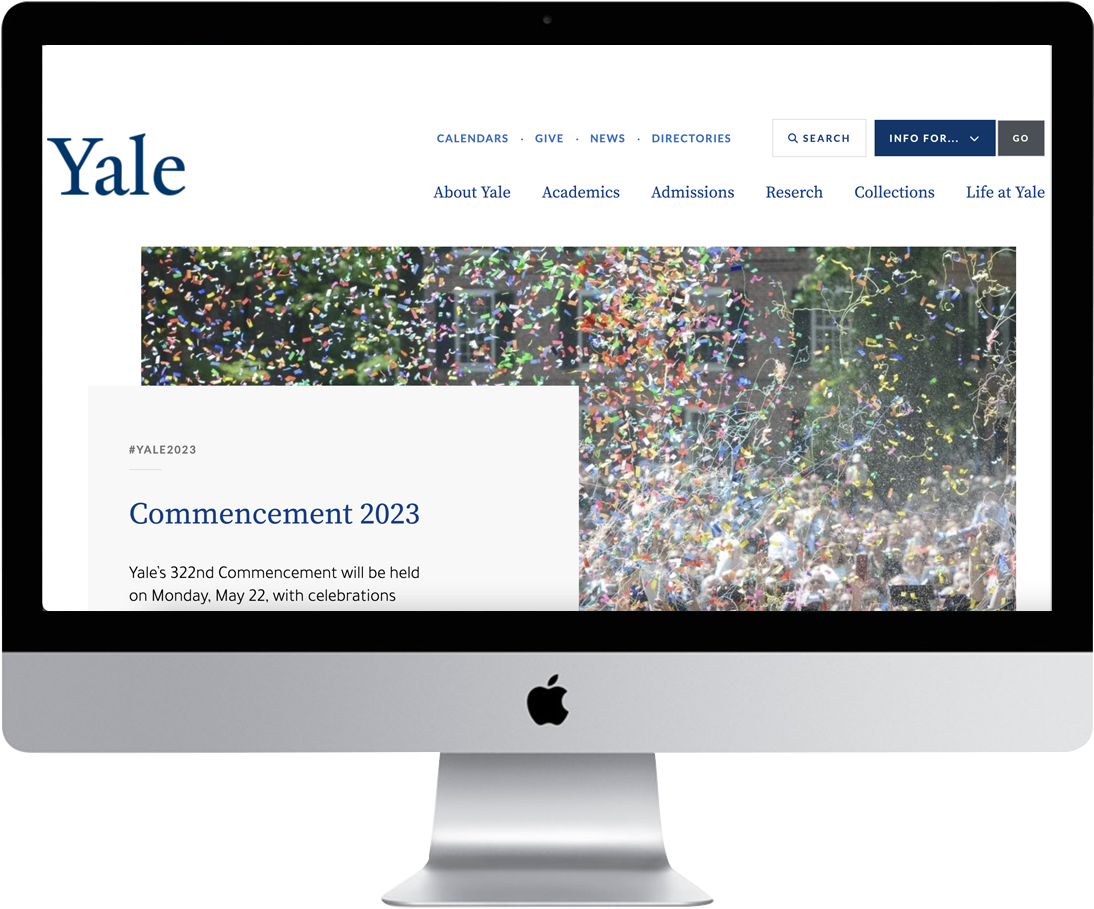 Yale
CALENDARS · GIVE · NEWS · DIRECTORIES
SEARCH
INFO FOR...
GO
About Yale Academics Admissions Reserch Collections Life at Yale
#YALE2023
Commencement 2023
Yale's 322nd Commencement will be held
on Monday, May 22, with celebrations